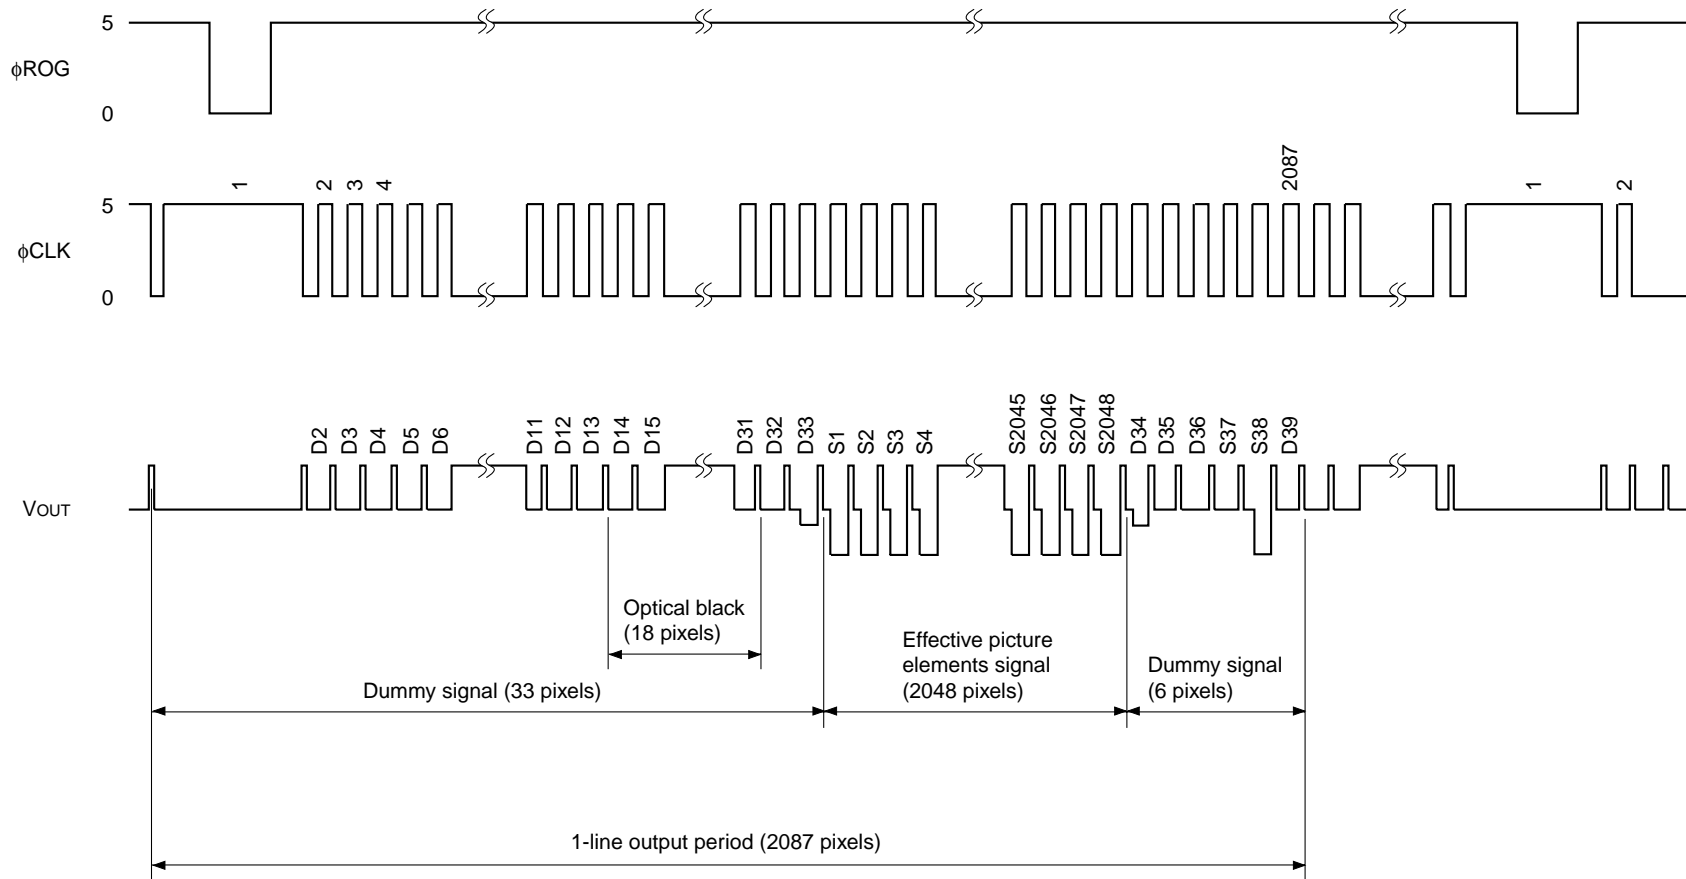 5
φROG
0
1
2
3
4
2087
1
2
5
φCLK
0
D2
D3
D4
D5
D6
D11
D12
D13
D14
D15
D31
D32
D33
S1
S2
S3
S4
S2045
S2046
S2047
S2048
D34
D35
D36
S37
S38
D39
VOUT
Optical black
(18 pixels)
Effective picture
elements signal
(2048 pixels)
Dummy signal
(6 pixels)
Dummy signal (33 pixels)
1-line output period (2087 pixels)